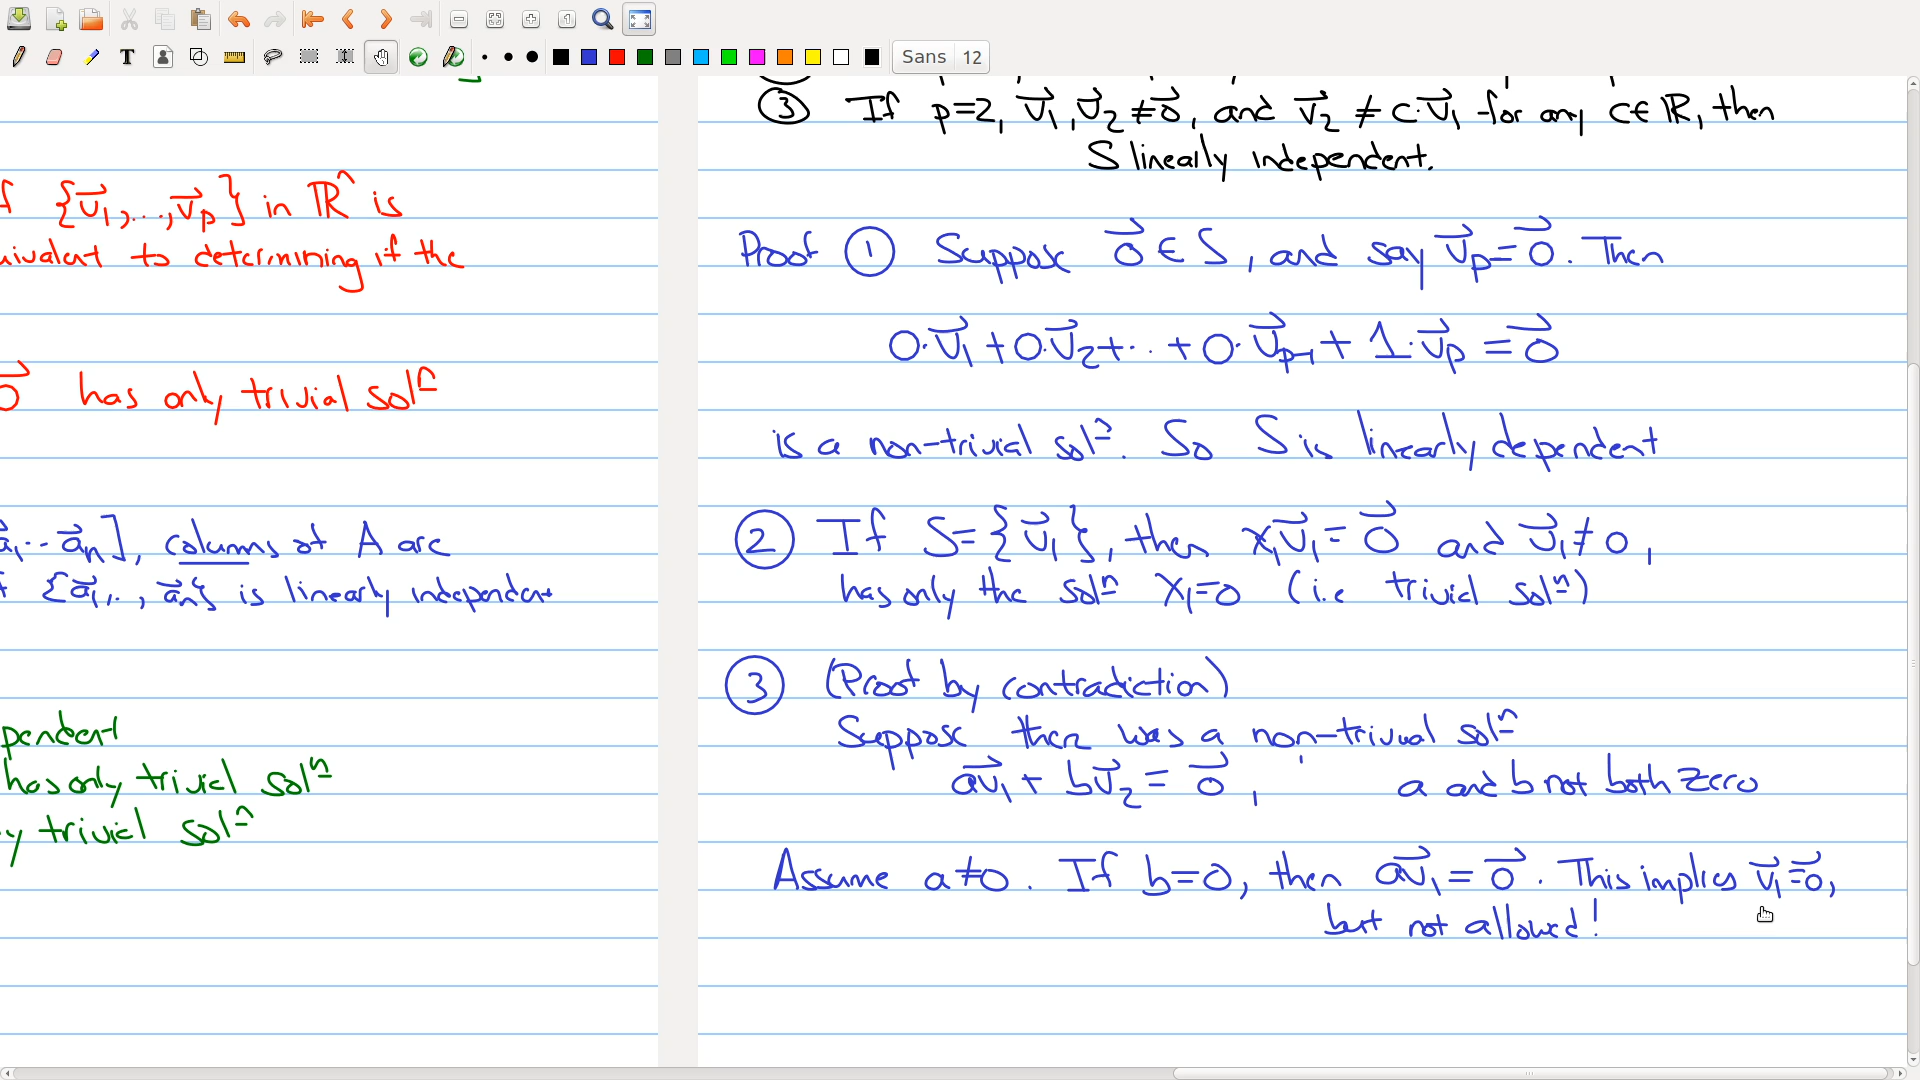 Sans 12
f {v⃗₁,...,v⃗ₚ} in ℝⁿ is
uivalent to determining if the
0⃗ has only trivial solⁿ
a⃗₁ ·· a⃗ₙ], columns of A are
f {a⃗₁,.., a⃗ₙ} is linearly independent
pendent
has only trivial solⁿ
y trivial solⁿ
③ If p=2, v⃗₁, v⃗₂ ≠ 0⃗, and v⃗₂ ≠ c·v⃗₁ for any c∈ℝ, then
S linearly independent.
Proof ① Suppose 0⃗ ∈ S, and say v⃗ₚ = 0⃗. Then
0·v⃗₁ + 0·v⃗₂ + ·· + 0·v⃗ₚ₋₁ + 1·v⃗ₚ = 0⃗
is a non-trivial solⁿ. So S is linearly dependent
② If S = {v⃗₁}, then x₁v⃗₁ = 0⃗ and v⃗₁ ≠ 0,
has only the solⁿ x₁=0 (i.e trivial solⁿ)
③ (Proof by contradiction)
Suppose there was a non-trivial solⁿ
av⃗₁ + bv⃗₂ = 0⃗, a and b not both zero
Assume a≠0. If b=0, then av⃗₁ = 0⃗. This implies v⃗₁=0⃗,
but not allowed!